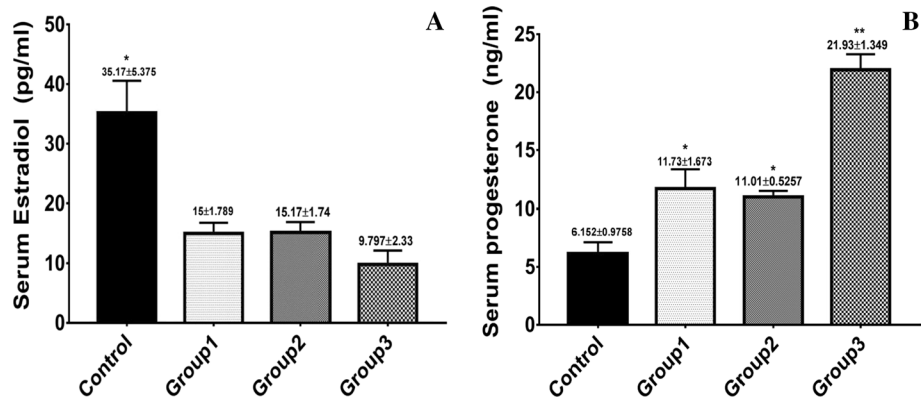 A
Serum Estradiol (pg/ml)
50
40
30
20
10
0
*
35.17±5.375
15±1.789
15.17±1.74
9.797±2.33
Control
Group1
Group2
Group3
B
Serum progesterone (ng/ml)
25
20
15
10
5
0
6.152±0.9758
*
11.73±1.673
*
11.01±0.5257
**
21.93±1.349
Control
Group1
Group2
Group3